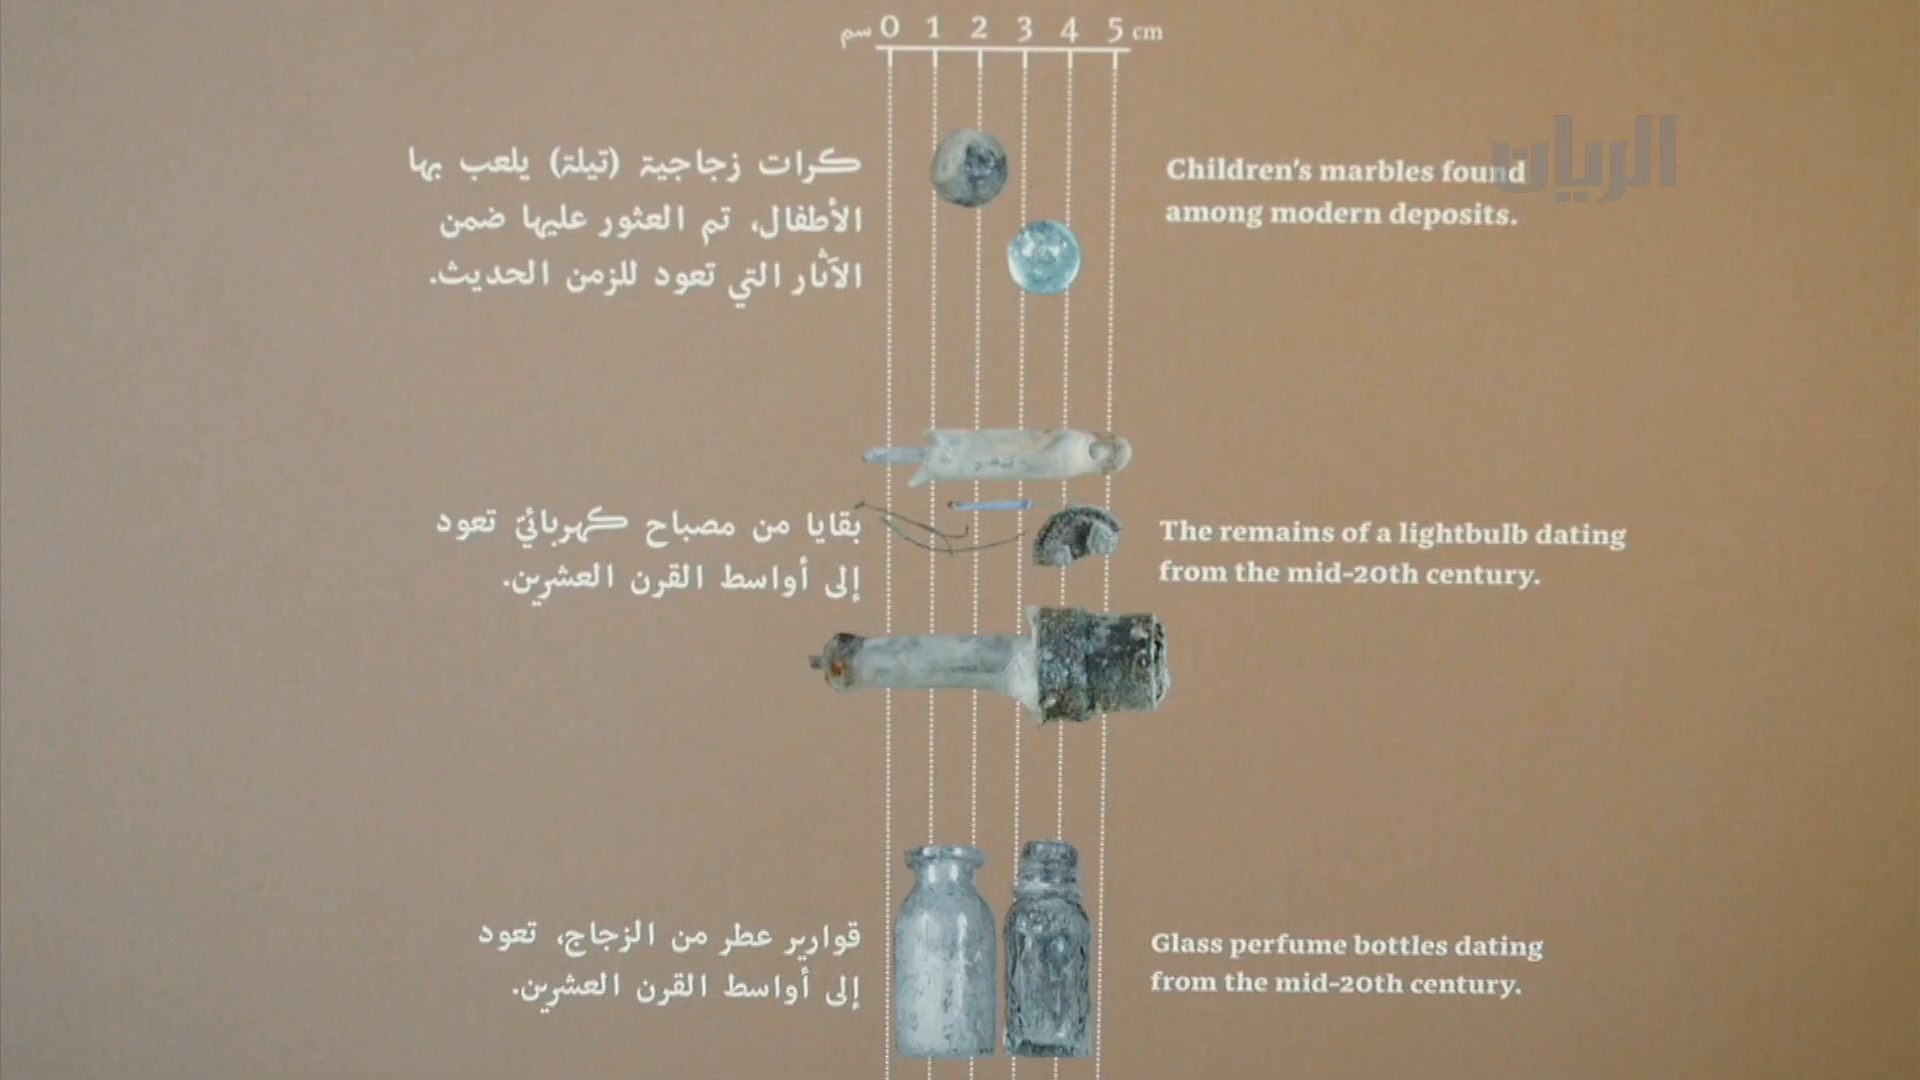 سم 0 1 2 3 4 5 cm
كرات زجاجية (تيلة) يلعب بها
الأطفال، تم العثور عليها ضمن
الآثار التي تعود للزمن الحديث.
Children's marbles found
among modern deposits.
الريان
بقايا من مصباح كهربائيّ تعود
إلى أواسط القرن العشرين.
The remains of a lightbulb dating
from the mid-20th century.
قوارير عطر من الزجاج، تعود
إلى أواسط القرن العشرين.
Glass perfume bottles dating
from the mid-20th century.